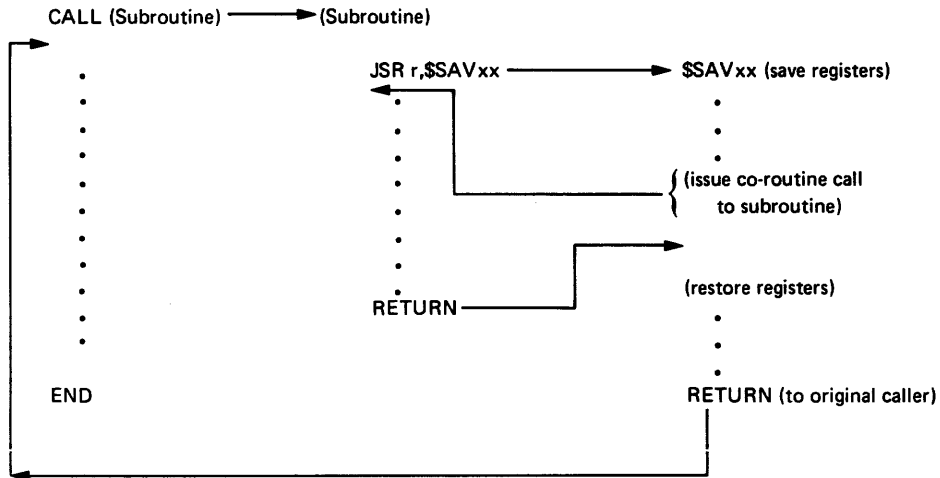 CALL (Subroutine) (Subroutine)
JSR r,$SAVxx $SAVxx (save registers)
(issue co-routine call
to subroutine)
(restore registers)
RETURN
END RETURN (to original caller)